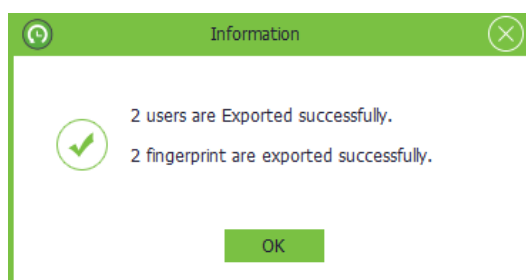 Information
2 users are Exported successfully.
2 fingerprint are exported successfully.
OK